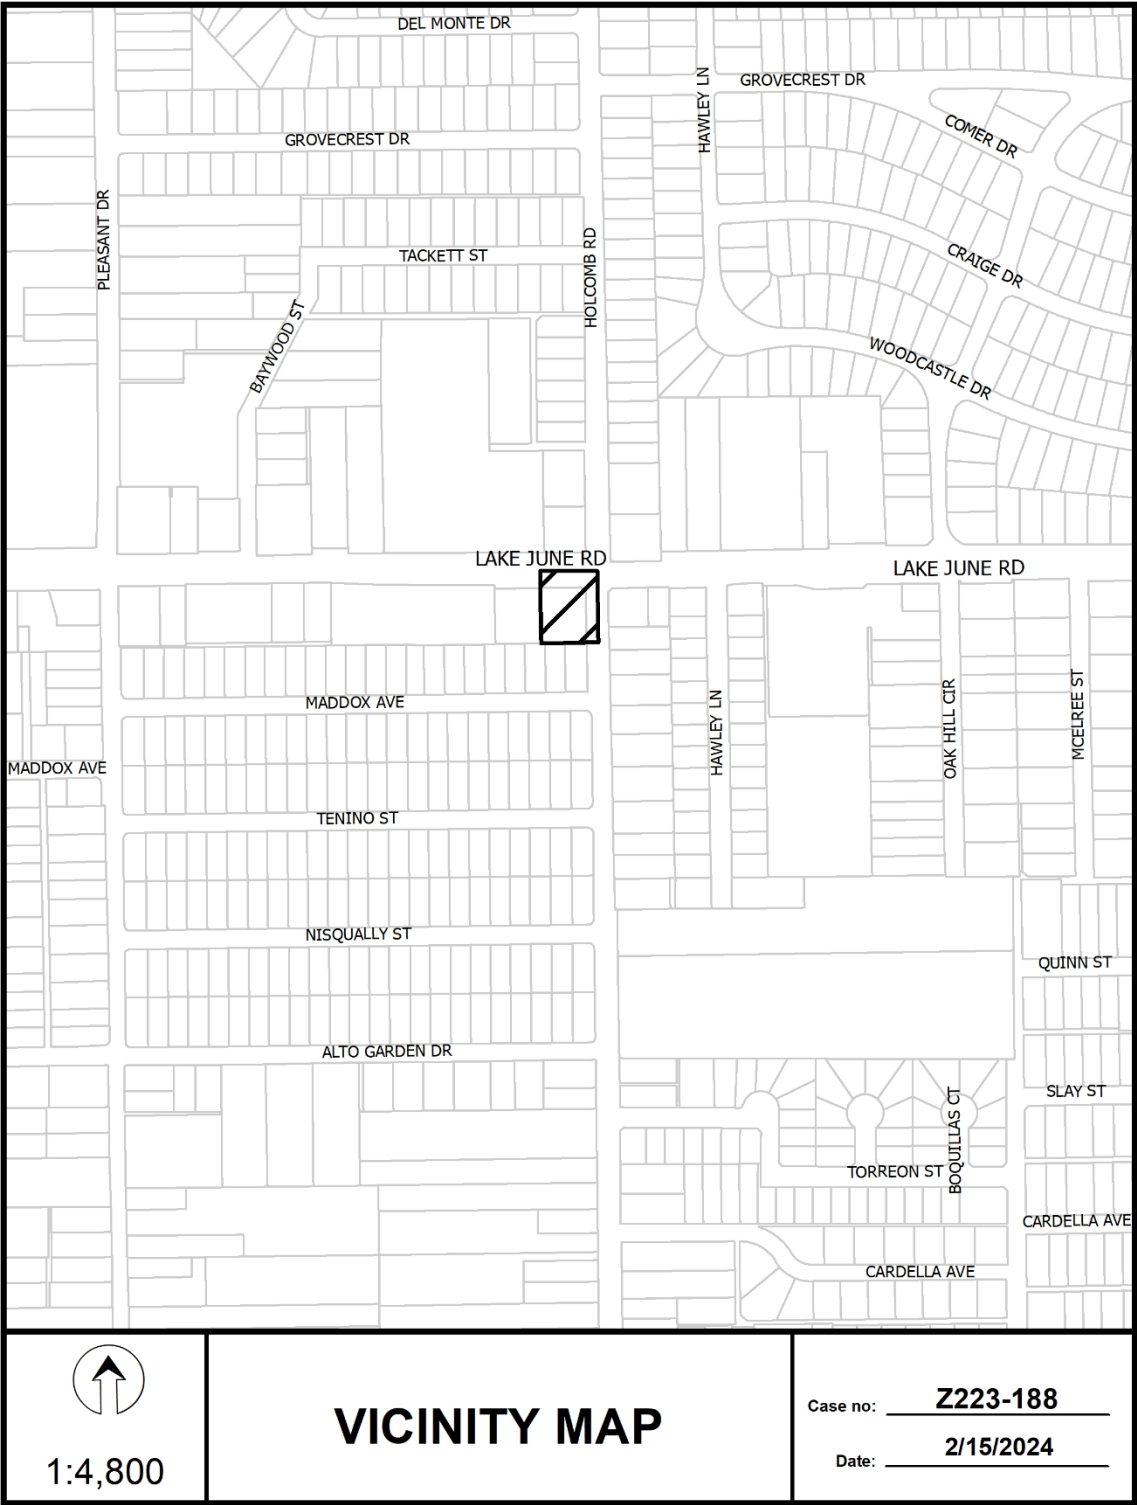 DEL MONTE DR
GROVECREST DR
HAWLEY LN
COMER DR
GROVECREST DR
PLEASANT DR
TACKETT ST
HOLCOMB RD
CRAIGE DR
BAYWOOD ST
WOODCASTLE DR
LAKE JUNE RD
LAKE JUNE RD
MADDOX AVE
HAWLEY LN
OAK HILL CIR
MCELREE ST
MADDOX AVE
TENINO ST
NISQUALLY ST
QUINN ST
ALTO GARDEN DR
SLAY ST
BOQUILLAS CT
TORREON ST
CARDELLA AVE
CARDELLA AVE
1:4,800
VICINITY MAP
Case no: Z223-188
Date: 2/15/2024